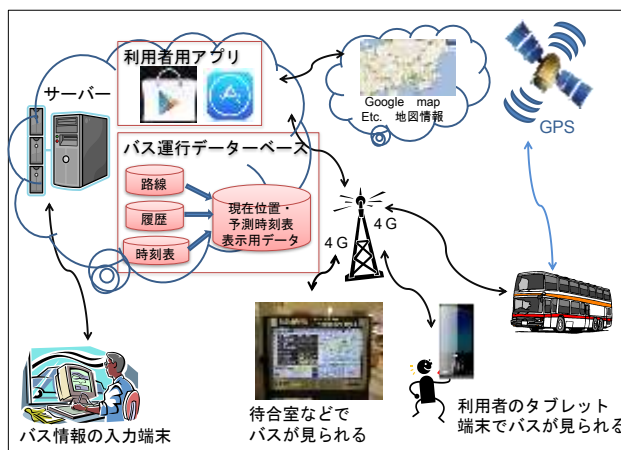 利用者用アプリ
サーバー
Google map
Etc. 地図情報
GPS
バス運行データーベース
路線
履歴
時刻表
現在位置・
予測時刻表
表示用データ
4G
4G
バス情報の入力端末
待合室などで
バスが見られる
利用者のタブレット
端末でバスが見られる